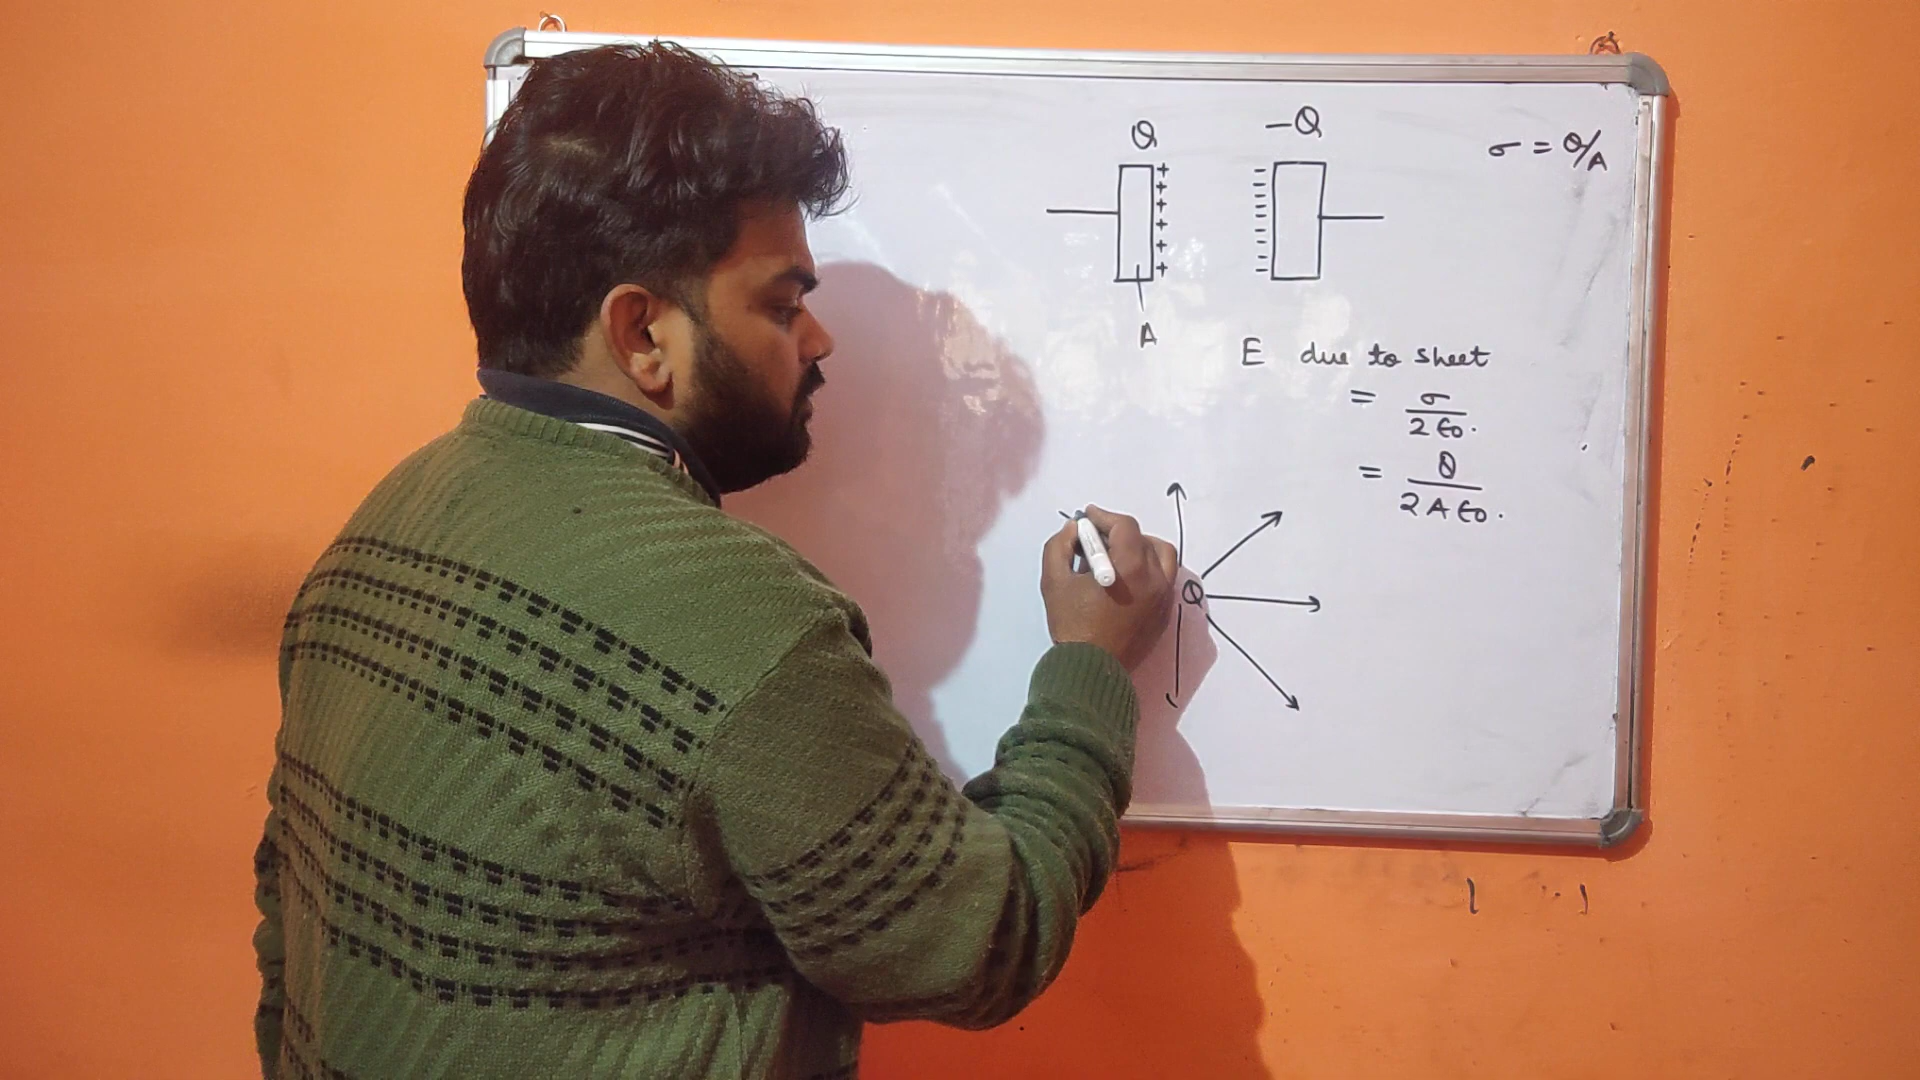 Q -Q
σ = Q/A
+ + + + + +
- - - - - - - - -
A
E due to sheet
= σ/2ϵ0.
= Q/2Aϵ0.
Q